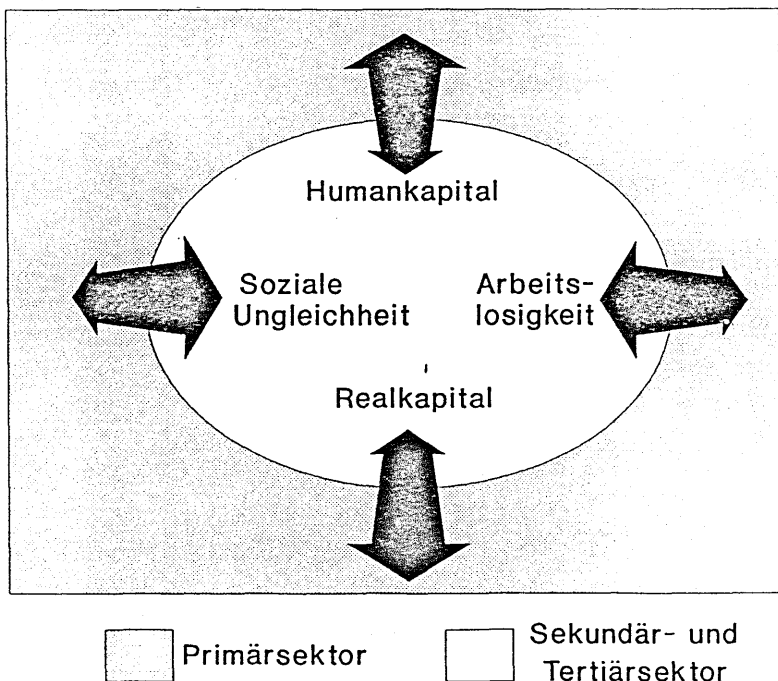 Humankapital
Soziale
Ungleichheit
Arbeits-
losigkeit
Realkapital
Primärsektor
Sekundär- und
Tertiärsektor